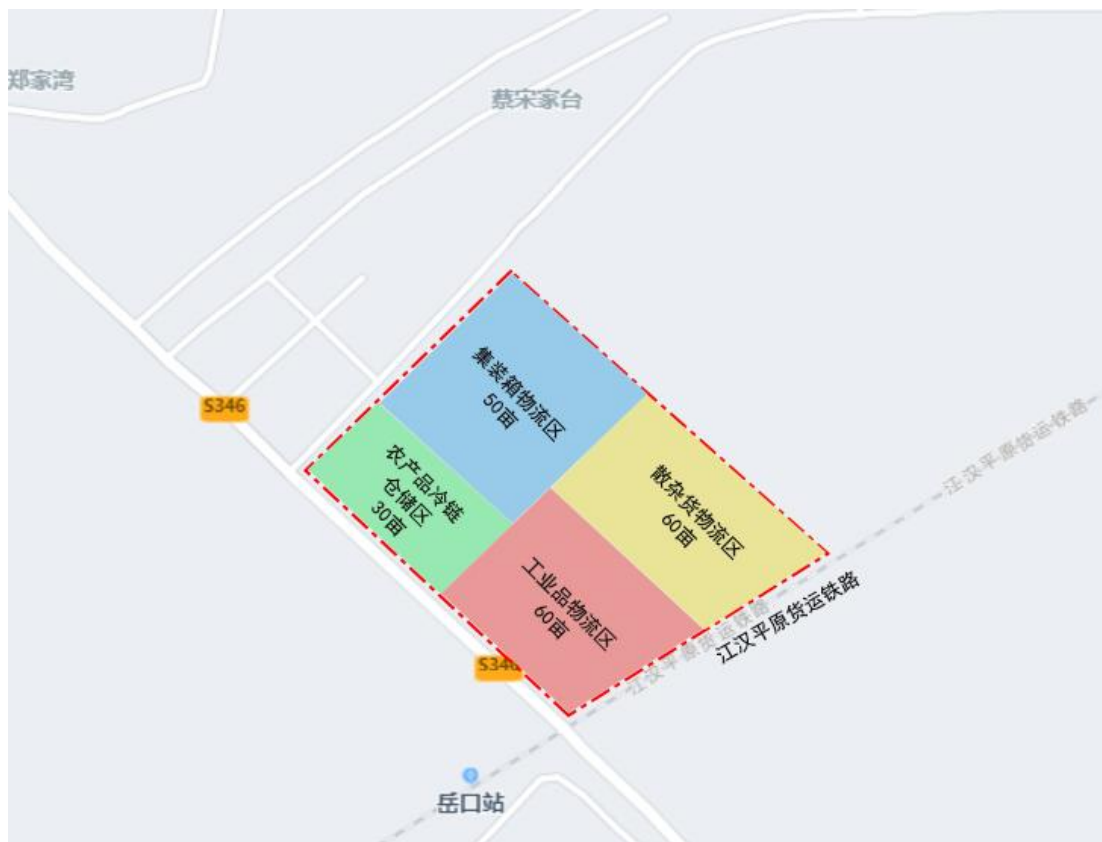 郑家湾
蔡宋家台
S346
集装箱物流区
50亩
农产品冷链
仓储区
30亩
散杂货物流区
60亩
工业品物流区
60亩
江汉平原货运铁路
江汉平原货运铁路
江汉平原货运铁路
S346
岳口站